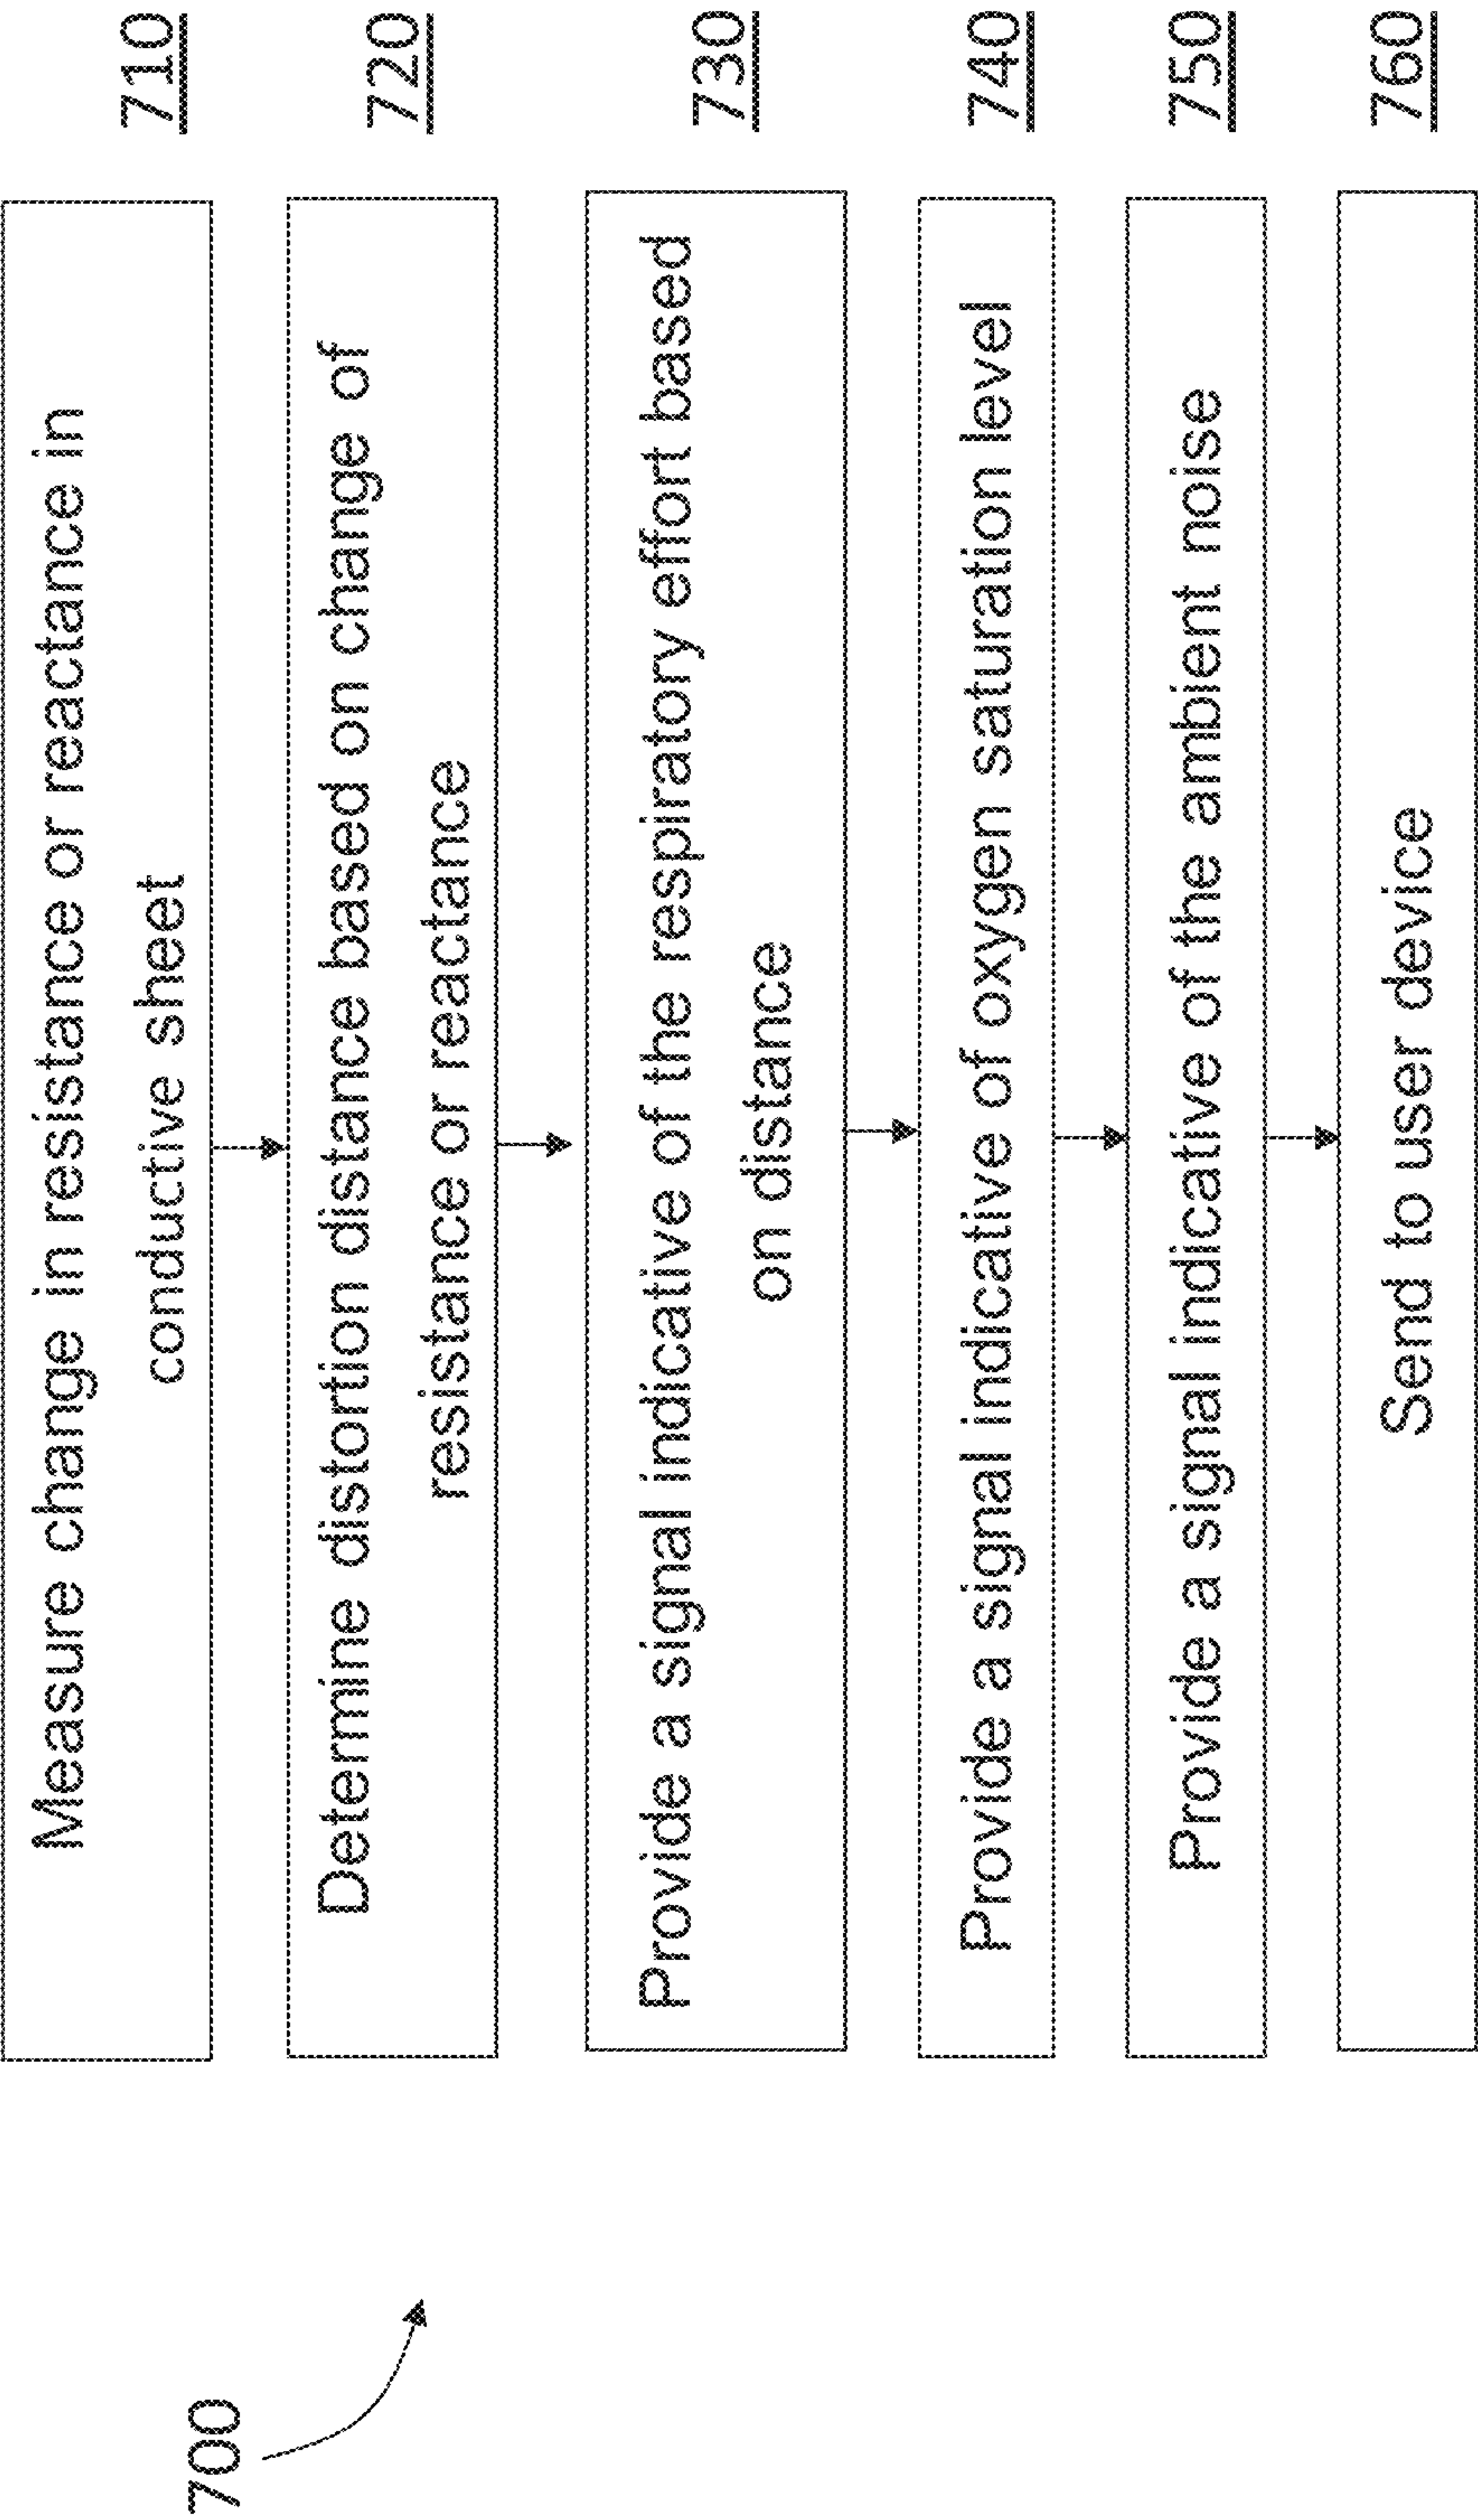 Measure change in resistance or reactance in
conductive sheet
710
Determine distortion distance based on change of
resistance or reactance
720
Provide a signal indicative of the respiratory effort based
on distance
730
Provide a signal indicative of oxygen saturation level
740
Provide a signal indicative of the ambient noise
750
Send to user device
760
700